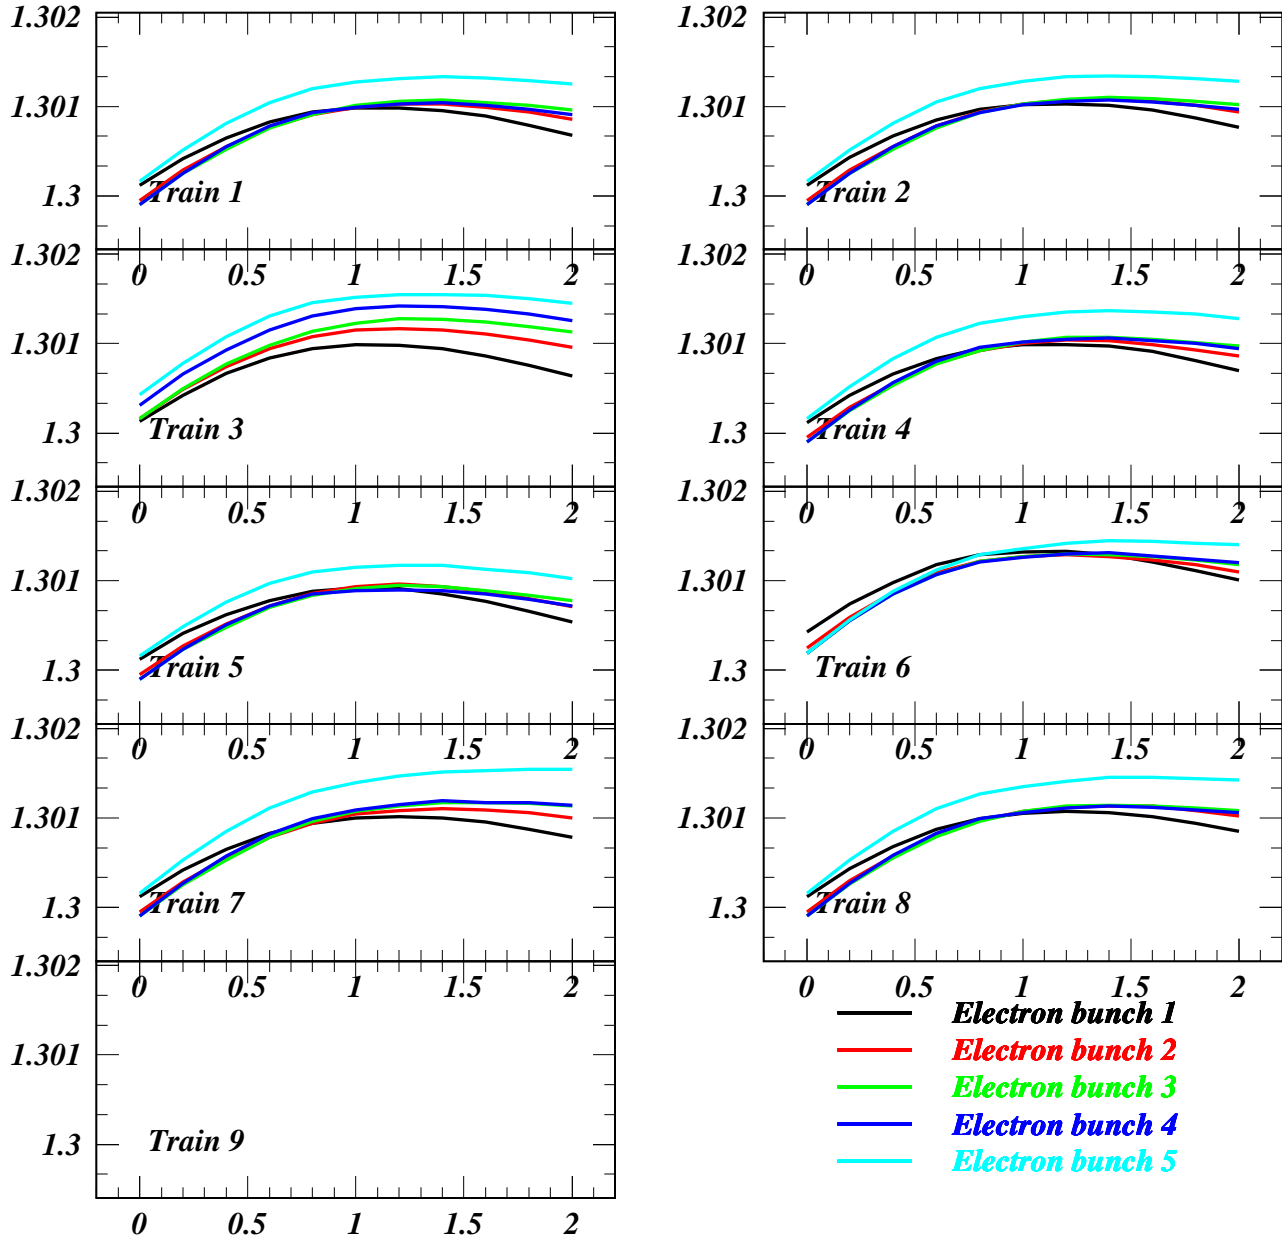 1.302 1.302
1.301 1.301
1.3 Train 1 1.3 Train 2
1.302 0 0.5 1 1.5 2 1.302 0 0.5 1 1.5 2
1.301 1.301
1.3 Train 3 1.3 Train 4
1.302 0 0.5 1 1.5 2 1.302 0 0.5 1 1.5 2
1.301 1.301
1.3 Train 5 1.3 Train 6
1.302 0 0.5 1 1.5 2 1.302 0 0.5 1 1.5 2
1.301 1.301
1.3 Train 7 1.3 Train 8
1.302 0 0.5 1 1.5 2 0 0.5 1 1.5 2
Electron bunch 1
1.301 Electron bunch 2
Electron bunch 3
1.3 Train 9 Electron bunch 4
Electron bunch 5
0 0.5 1 1.5 2